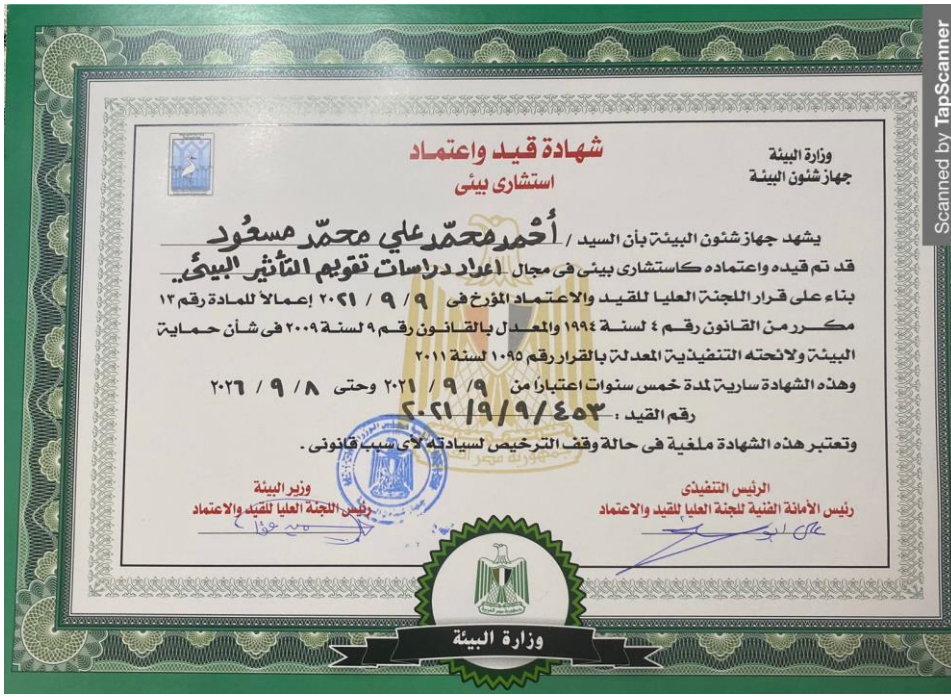 شهادة قيد واعتماد
استشارى بيئى
وزارة البيئة
جهاز شئون البيئة
يشهد جهاز شئون البيئة بأن السيد / أحمد محمد علي محمد مسعود
قد تم قيده واعتماده كاستشارى بيئى فى مجال إعداد دراسات تقويم التأثير البيئي
بناء على قرار اللجنة العليا للقيد والاعتماد المؤرخ فى ٩ / ٩ / ٢٠٢١ إعمالاً للمادة رقم ١٣
مكرر من القانون رقم ٤ لسنة ١٩٩٤ والمعدل بالقانون رقم ٩ لسنة ٢٠٠٩ فى شأن حماية
البيئة ولائحته التنفيذية المعدلة بالقرار رقم ١٠٩٥ لسنة ٢٠١١
وهذه الشهادة سارية لمدة خمس سنوات اعتبارا من ٩ / ٩ / ٢٠٢١ وحتى ٨ / ٩ / ٢٠٢٦
رقم القيد : ٤٥٣ / ٩ / ٩ / ٢٠٢١
وتعتبر هذه الشهادة ملغية فى حالة وقف الترخيص لسيادته لأى سبب قانونى .
الرئيس التنفيذى
رئيس الأمانة الفنية للجنة العليا للقيد والاعتماد
وزير البيئة
رئيس اللجنة العليا للقيد والاعتماد
وزارة البيئة
Scanned by TapScanner